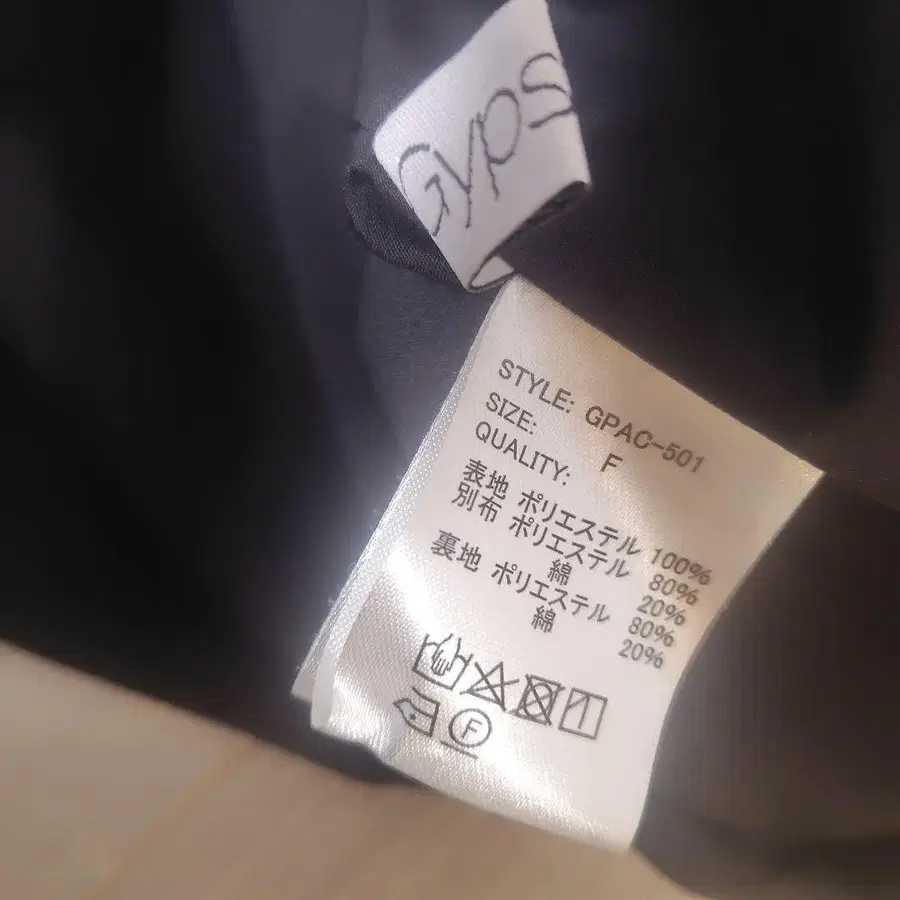 Gyps
STYLE: GPAC-501
SIZE: F
QUALITY:
表地 ポリエステル 100%
別布 ポリエステル 80%
綿 20%
裏地 ポリエステル 80%
綿 20%
F